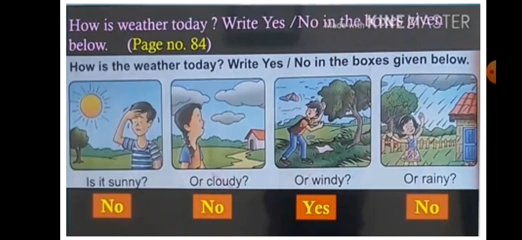 How is weather today ? Write Yes / No in the boxes given
below. (Page no. 84)
How is the weather today? Write Yes / No in the boxes given below.
Is it sunny? Or cloudy? Or windy? Or rainy?
No No Yes No